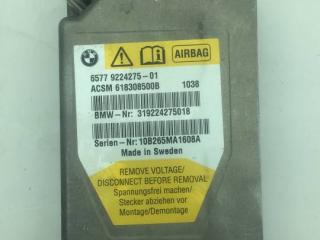 BMW
AIRBAG
6577 9224275-01
ACSM 618308500B 1038
BMW-Nr: 319224275018
Serien-Nr:10B265MA1608A
Made in Sweden
REMOVE VOLTAGE/
DISCONNECT BEFORE REMOVAL
Spannungsfrei machen/
Stecker abziehen vor
Montage/Demontage